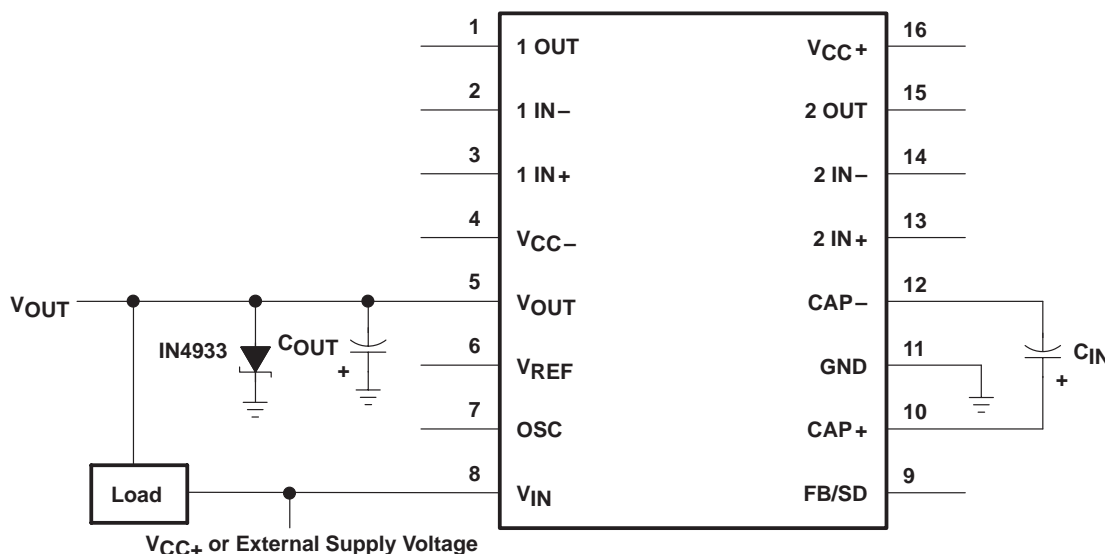 1
1 OUT
VCC+
16
2
1 IN−
2 OUT
15
3
1 IN+
2 IN−
14
4
VCC−
2 IN+
13
VOUT
5
VOUT
CAP−
12
IN4933
COUT
+
6
VREF
GND
11
CIN
+
7
OSC
CAP+
10
Load
8
VIN
FB/SD
9
VCC+ or External Supply Voltage